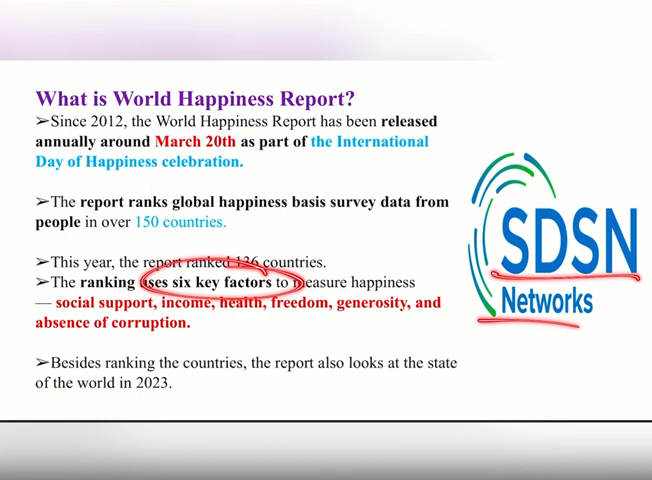 What is World Happiness Report?
➢Since 2012, the World Happiness Report has been released
annually around March 20th as part of the International
Day of Happiness celebration.
➢The report ranks global happiness basis survey data from
people in over 150 countries.
➢This year, the report ranked 136 countries.
➢The ranking uses six key factors to measure happiness
— social support, income, health, freedom, generosity, and
absence of corruption.
➢Besides ranking the countries, the report also looks at the state
of the world in 2023.
SDSN
Networks